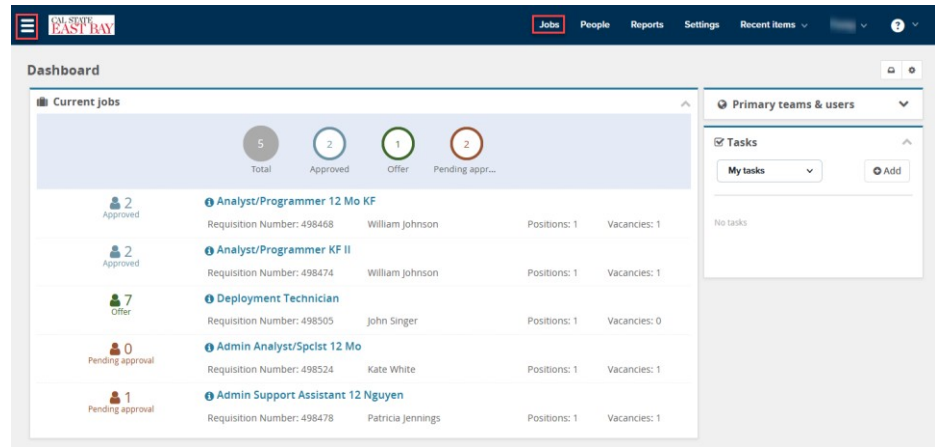 CAL STATE
EAST BAY
Jobs People Reports Settings Recent items
Dashboard
Current jobs
5 2 1 2
Total Approved Offer Pending appr...
2 Analyst/Programmer 12 Mo KF
Approved Requisition Number: 498468 William Johnson Positions: 1 Vacancies: 1
2 Analyst/Programmer KF II
Approved Requisition Number: 498474 William Johnson Positions: 1 Vacancies: 1
7 Deployment Technician
Offer Requisition Number: 498505 John Singer Positions: 1 Vacancies: 0
0 Admin Analyst/Spclst 12 Mo
Pending approval Requisition Number: 498524 Kate White Positions: 1 Vacancies: 1
1 Admin Support Assistant 12 Nguyen
Pending approval Requisition Number: 498478 Patricia Jennings Positions: 1 Vacancies: 1
Primary teams & users
Tasks
My tasks Add
No tasks